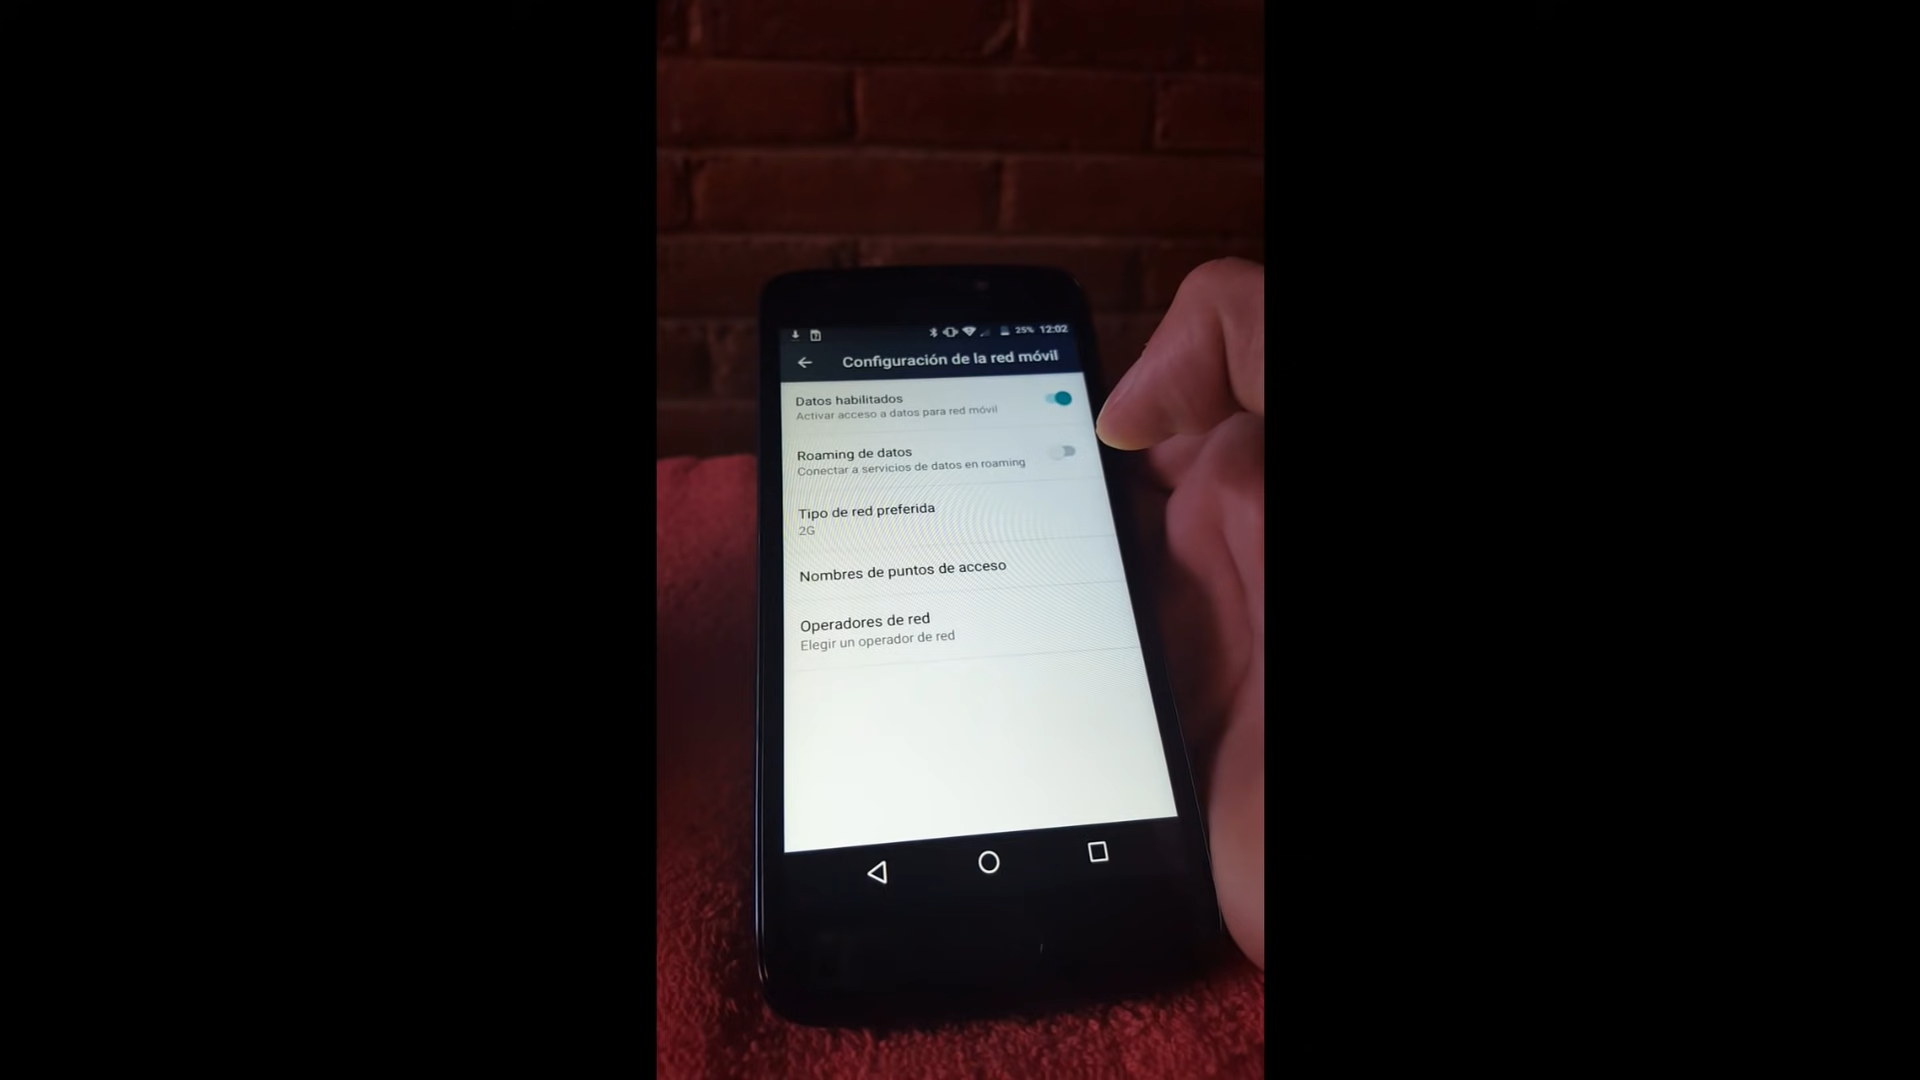 25% 12:02
Configuración de la red móvil
Datos habilitados
Activar acceso a datos para red móvil
Roaming de datos
Conectar a servicios de datos en roaming
Tipo de red preferida
2G
Nombres de puntos de acceso
Operadores de red
Elegir un operador de red